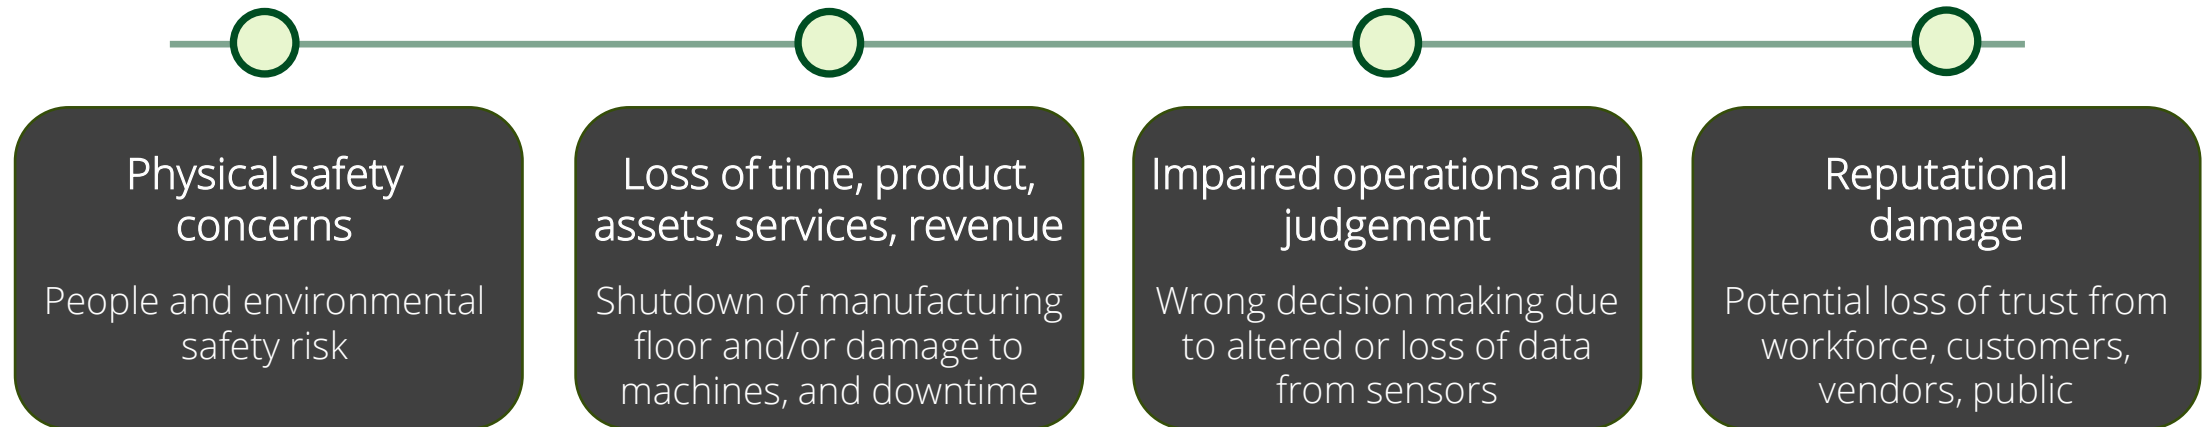 Physical safety
concerns
People and environmental
safety risk
Loss of time, product,
assets, services, revenue
Shutdown of manufacturing
floor and/or damage to
machines, and downtime
Impaired operations and
judgement
Wrong decision making due
to altered or loss of data
from sensors
Reputational
damage
Potential loss of trust from
workforce, customers,
vendors, public